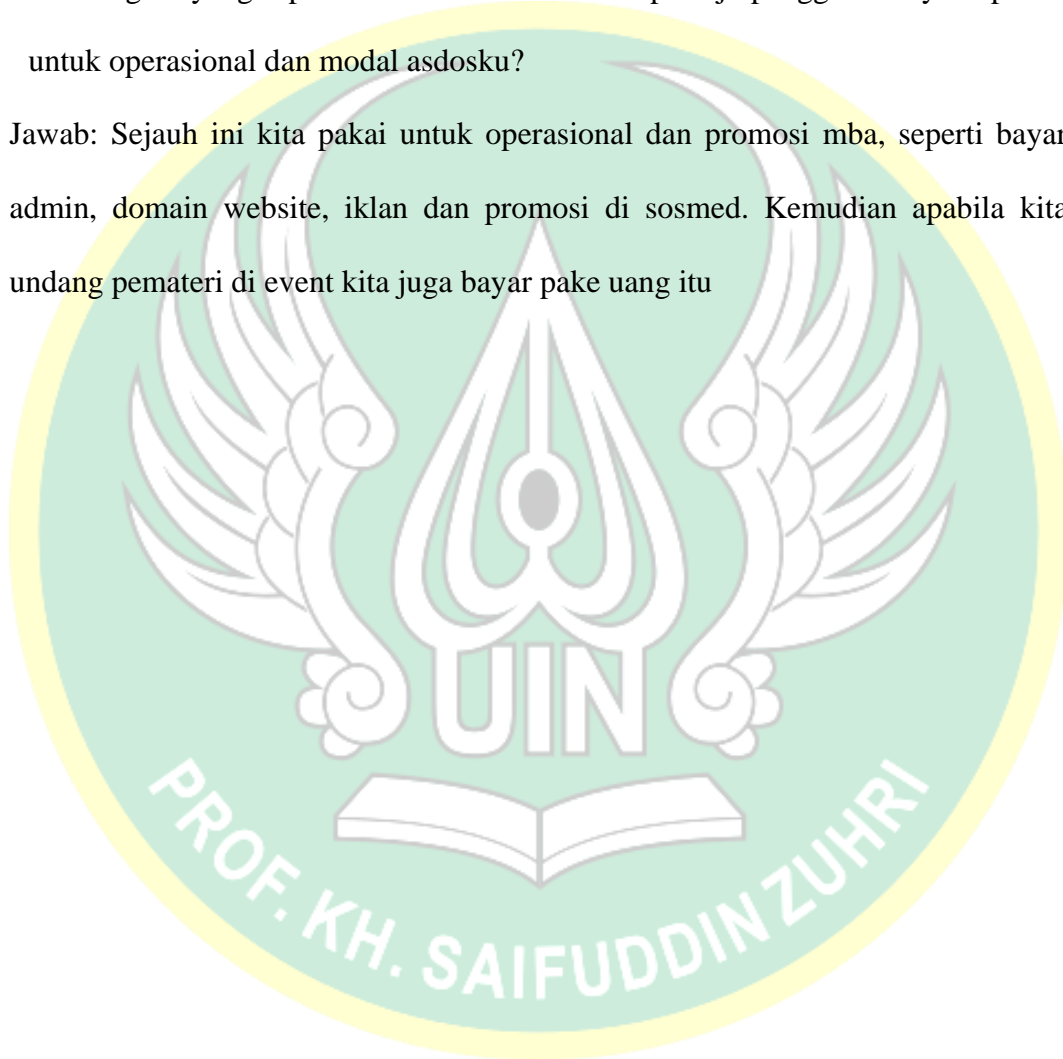 untuk operasional dan modal asdosku?
Jawab: Sejauh ini kita pakai untuk operasional dan promosi mba, seperti bayar
admin, domain website, iklan dan promosi di sosmed. Kemudian apabila kita
undang pemateri di event kita juga bayar pake uang itu
UIN
PROF. KH. SAIFUDDIN ZUHRI